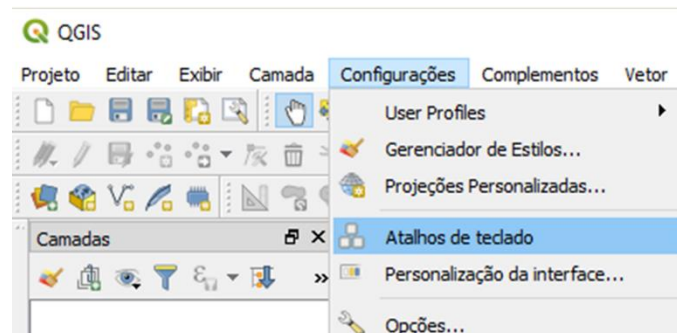 QGIS
Projeto Editar Exibir Camada Configurações Complementos Vetor
User Profiles
Gerenciador de Estilos...
Projeções Personalizadas...
Camadas
Atalhos de teclado
Personalização da interface...
Opções...